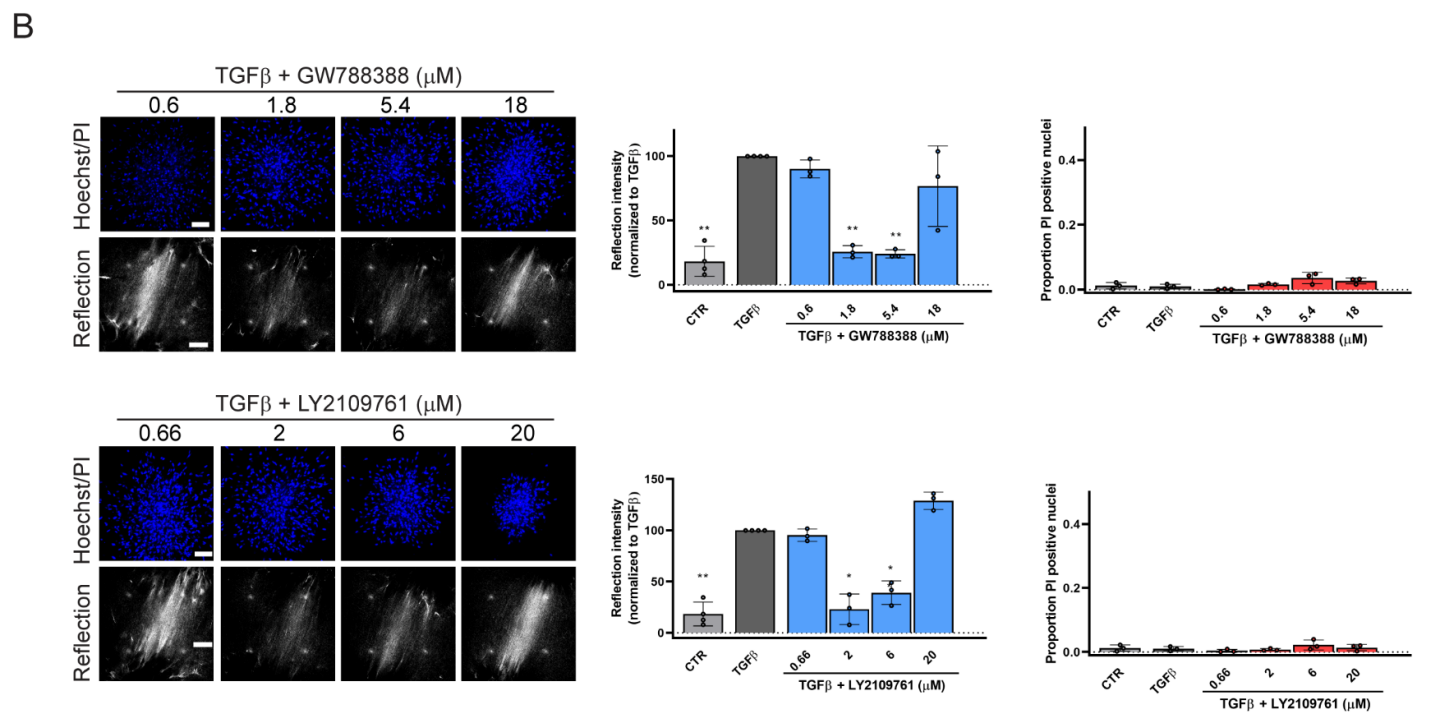 B
TGFβ + GW788388 (μM)
0.6 1.8 5.4 18
Hoechst/PI
Reflection
Reflection intensity
(normalized to TGFβ)
100
50
0
**
**
**
CTR
TGFβ
0.6
1.8
5.4
18
TGFβ + GW788388 (μM)
Proportion PI positive nuclei
0.4
0.2
0.0
CTR
TGFβ
0.6
1.8
5.4
18
TGFβ + GW788388 (μM)
TGFβ + LY2109761 (μM)
0.66 2 6 20
Hoechst/PI
Reflection
Reflection intensity
(normalized to TGFβ)
150
100
50
0
**
*
*
CTR
TGFβ
0.66
2
6
20
TGFβ + LY2109761 (μM)
Proportion PI positive nuclei
0.4
0.2
0.0
CTR
TGFβ
0.66
2
6
20
TGFβ + LY2109761 (μM)